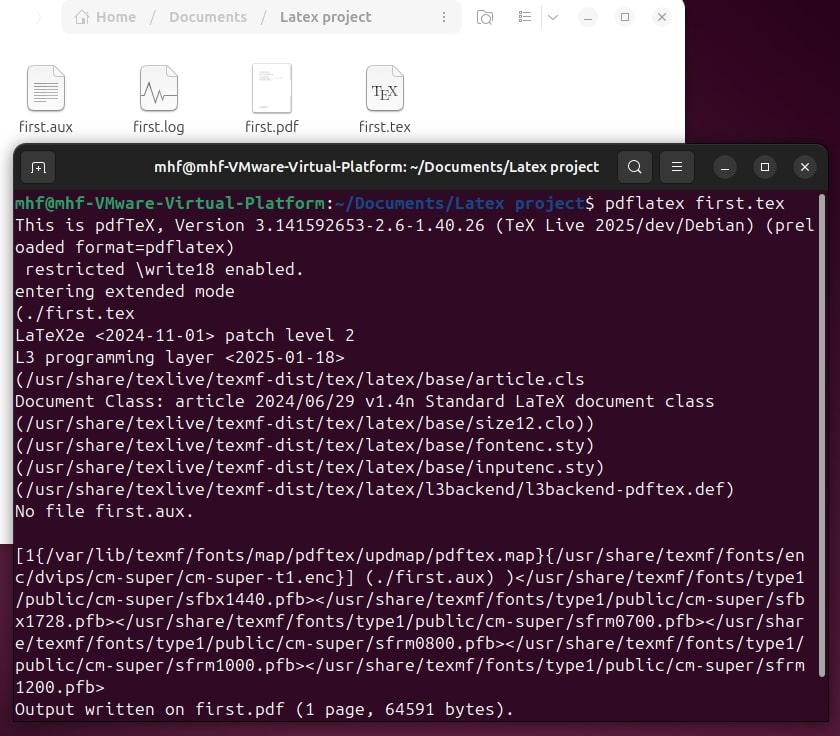 Home / Documents / Latex project
first.aux
first.log
first.pdf
TEX
first.tex
mhf@mhf-VMware-Virtual-Platform: ~/Documents/Latex project
mhf@mhf-VMware-Virtual-Platform:~/Documents/Latex project$ pdflatex first.tex
This is pdfTeX, Version 3.141592653-2.6-1.40.26 (TeX Live 2025/dev/Debian) (prel
oaded format=pdflatex)
 restricted \write18 enabled.
entering extended mode
(./first.tex
LaTeX2e <2024-11-01> patch level 2
L3 programming layer <2025-01-18>
(/usr/share/texlive/texmf-dist/tex/latex/base/article.cls
Document Class: article 2024/06/29 v1.4n Standard LaTeX document class
(/usr/share/texlive/texmf-dist/tex/latex/base/size12.clo))
(/usr/share/texlive/texmf-dist/tex/latex/base/fontenc.sty)
(/usr/share/texlive/texmf-dist/tex/latex/base/inputenc.sty)
(/usr/share/texlive/texmf-dist/tex/latex/l3backend/l3backend-pdftex.def)
No file first.aux.
[1{/var/lib/texmf/fonts/map/pdftex/updmap/pdftex.map}{/usr/share/texmf/fonts/en
c/dvips/cm-super/cm-super-t1.enc}] (./first.aux) )</usr/share/texmf/fonts/type1
/public/cm-super/sfbx1440.pfb></usr/share/texmf/fonts/type1/public/cm-super/sfb
x1728.pfb></usr/share/texmf/fonts/type1/public/cm-super/sfrm0700.pfb></usr/shar
e/texmf/fonts/type1/public/cm-super/sfrm0800.pfb></usr/share/texmf/fonts/type1/
public/cm-super/sfrm1000.pfb></usr/share/texmf/fonts/type1/public/cm-super/sfrm
1200.pfb>
Output written on first.pdf (1 page, 64591 bytes).